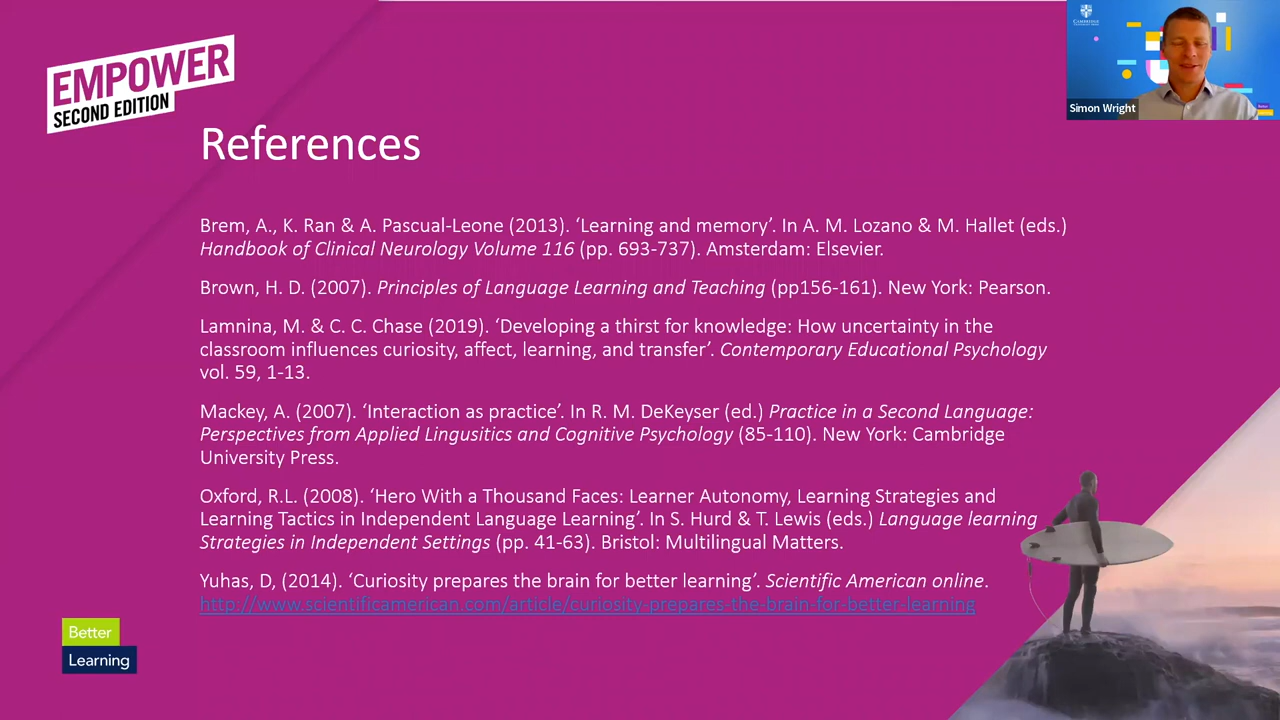 EMPOWER
SECOND EDITION
CAMBRIDGE
Simon Wright
References
Brem, A., K. Ran & A. Pascual-Leone (2013). ‘Learning and memory’. In A. M. Lozano & M. Hallet (eds.)
Handbook of Clinical Neurology Volume 116 (pp. 693-737). Amsterdam: Elsevier.
Brown, H. D. (2007). Principles of Language Learning and Teaching (pp156-161). New York: Pearson.
Lamnina, M. & C. C. Chase (2019). ‘Developing a thirst for knowledge: How uncertainty in the
classroom influences curiosity, affect, learning, and transfer’. Contemporary Educational Psychology
vol. 59, 1-13.
Mackey, A. (2007). ‘Interaction as practice’. In R. M. DeKeyser (ed.) Practice in a Second Language:
Perspectives from Applied Lingusitics and Cognitive Psychology (85-110). New York: Cambridge
University Press.
Oxford, R.L. (2008). ‘Hero With a Thousand Faces: Learner Autonomy, Learning Strategies and
Learning Tactics in Independent Language Learning’. In S. Hurd & T. Lewis (eds.) Language learning
Strategies in Independent Settings (pp. 41-63). Bristol: Multilingual Matters.
Yuhas, D, (2014). ‘Curiosity prepares the brain for better learning’. Scientific American online.
http://www.scientificamerican.com/article/curiosity-prepares-the-brain-for-better-learning
Better
Learning